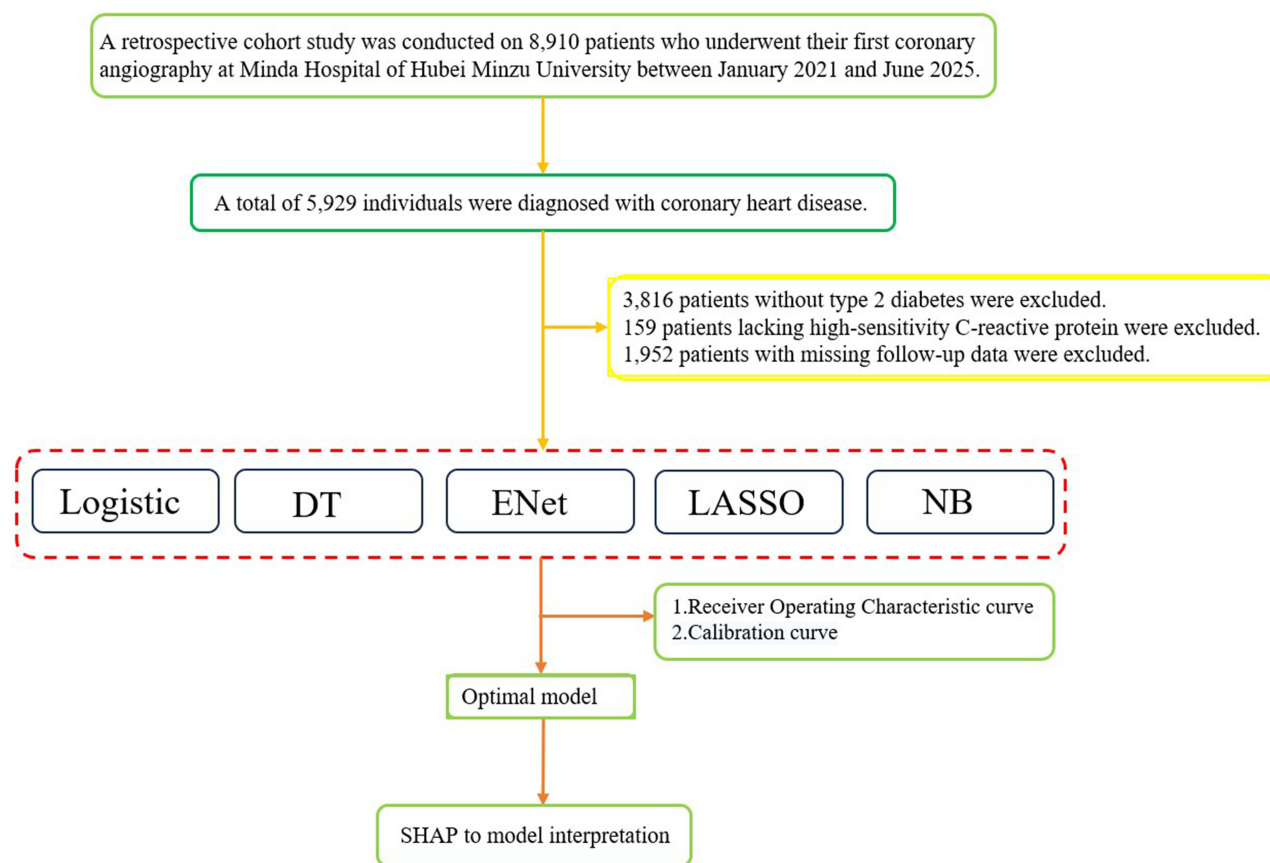 A retrospective cohort study was conducted on 8,910 patients who underwent their first coronary
angiography at Minda Hospital of Hubei Minzu University between January 2021 and June 2025.
A total of 5,929 individuals were diagnosed with coronary heart disease.
3,816 patients without type 2 diabetes were excluded.
159 patients lacking high-sensitivity C-reactive protein were excluded.
1,952 patients with missing follow-up data were excluded.
Logistic
DT
ENet
LASSO
NB
1.Receiver Operating Characteristic curve
2.Calibration curve
Optimal model
SHAP to model interpretation